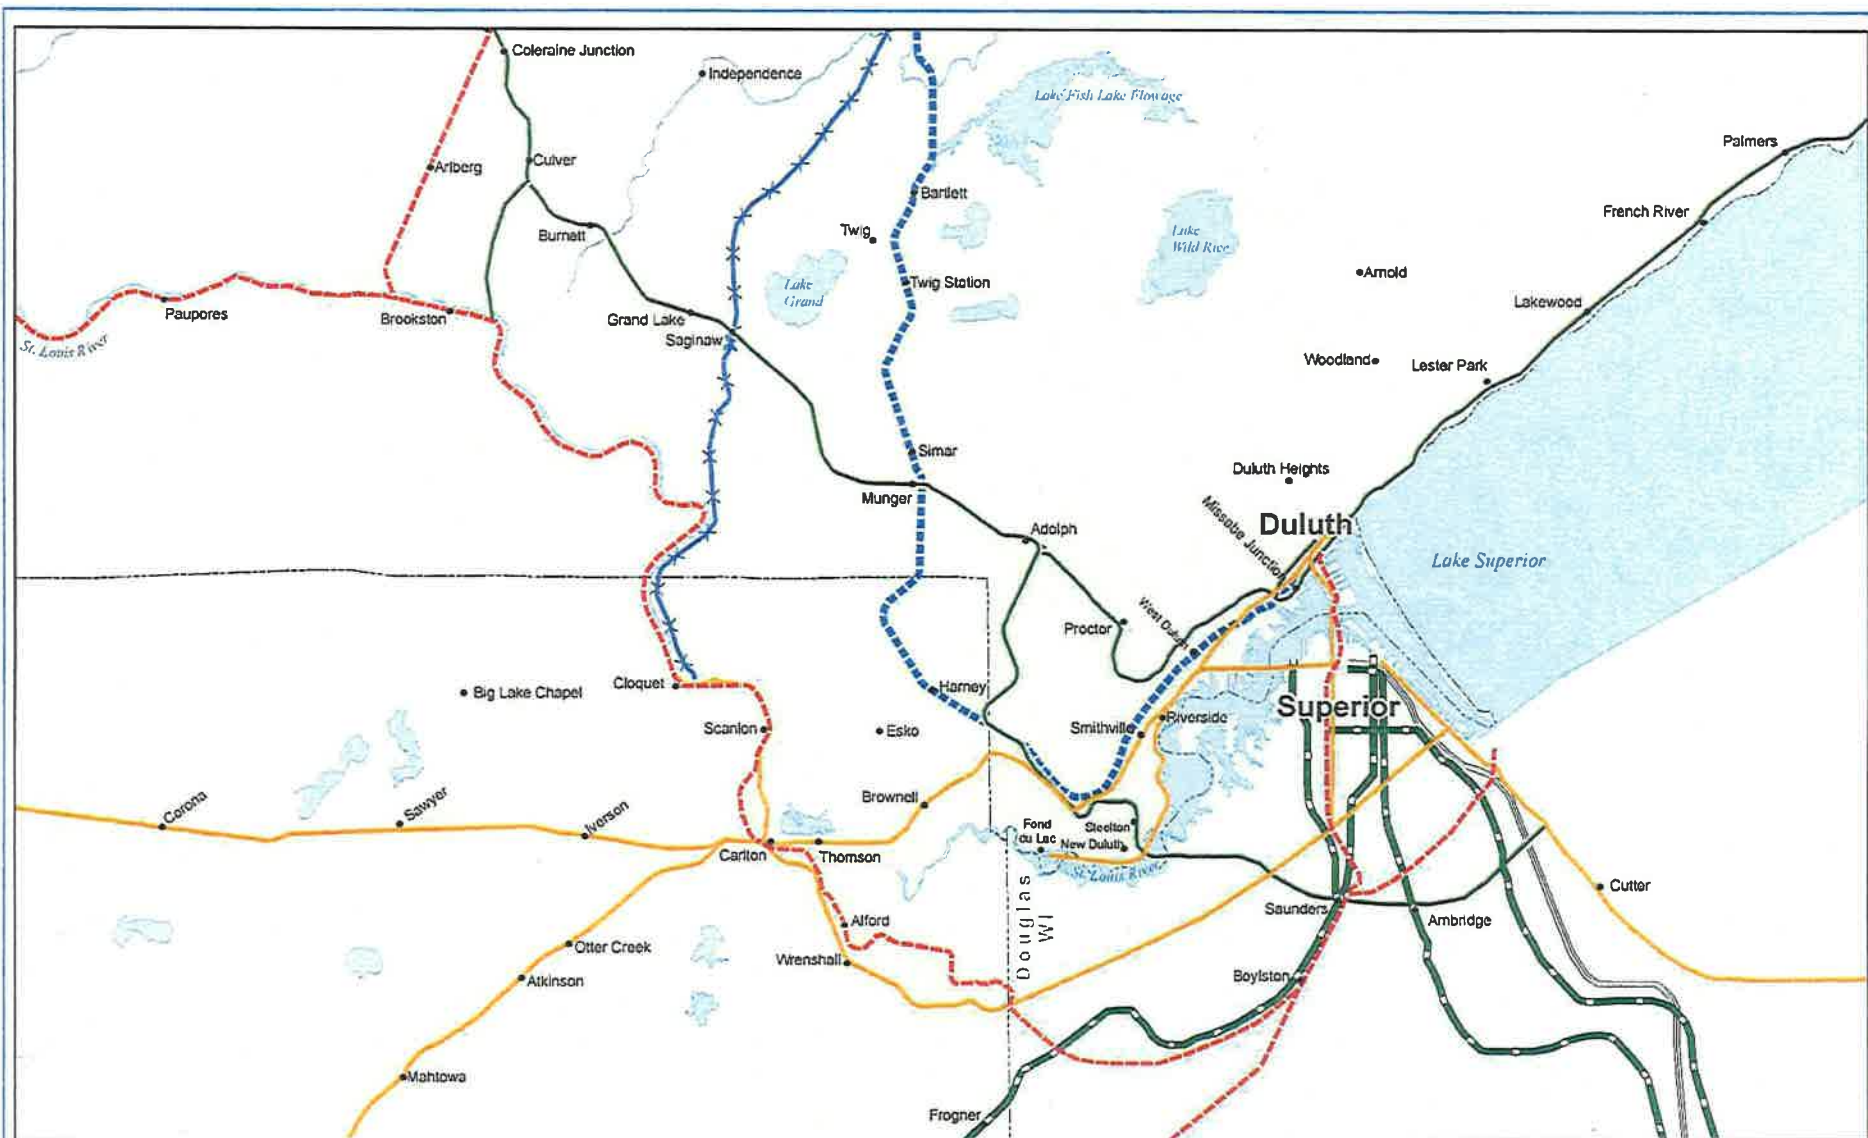 Coleraine Junction
Independence
Lake Fish Lake Flowage
Palmers
Arlberg
Culver
Bartlett
French River
Burnett
Twig
Lake
Wild Rice
Arnold
Twig Station
Lake
Grand
Lakewood
Paupores
Brookston
Grand Lake
Saginaw
St. Louis River
Woodland
Lester Park
Simar
Duluth Heights
Munger
Missabe Junction
Duluth
Adolph
Lake Superior
West Duluth
Proctor
Big Lake Chapel
Cloquet
Harney
Superior
Scanlon
Esko
Smithville
Riverside
Corona
Sawyer
Iverson
Brownell
Fond
du Lac
Steelton
New Duluth
Carlton
Thomson
St. Louis River
Cutter
Saunders
Ambridge
Alford
Douglas
WI
Otter Creek
Wrenshall
Atkinson
Boylston
Mahtowa
Frogner